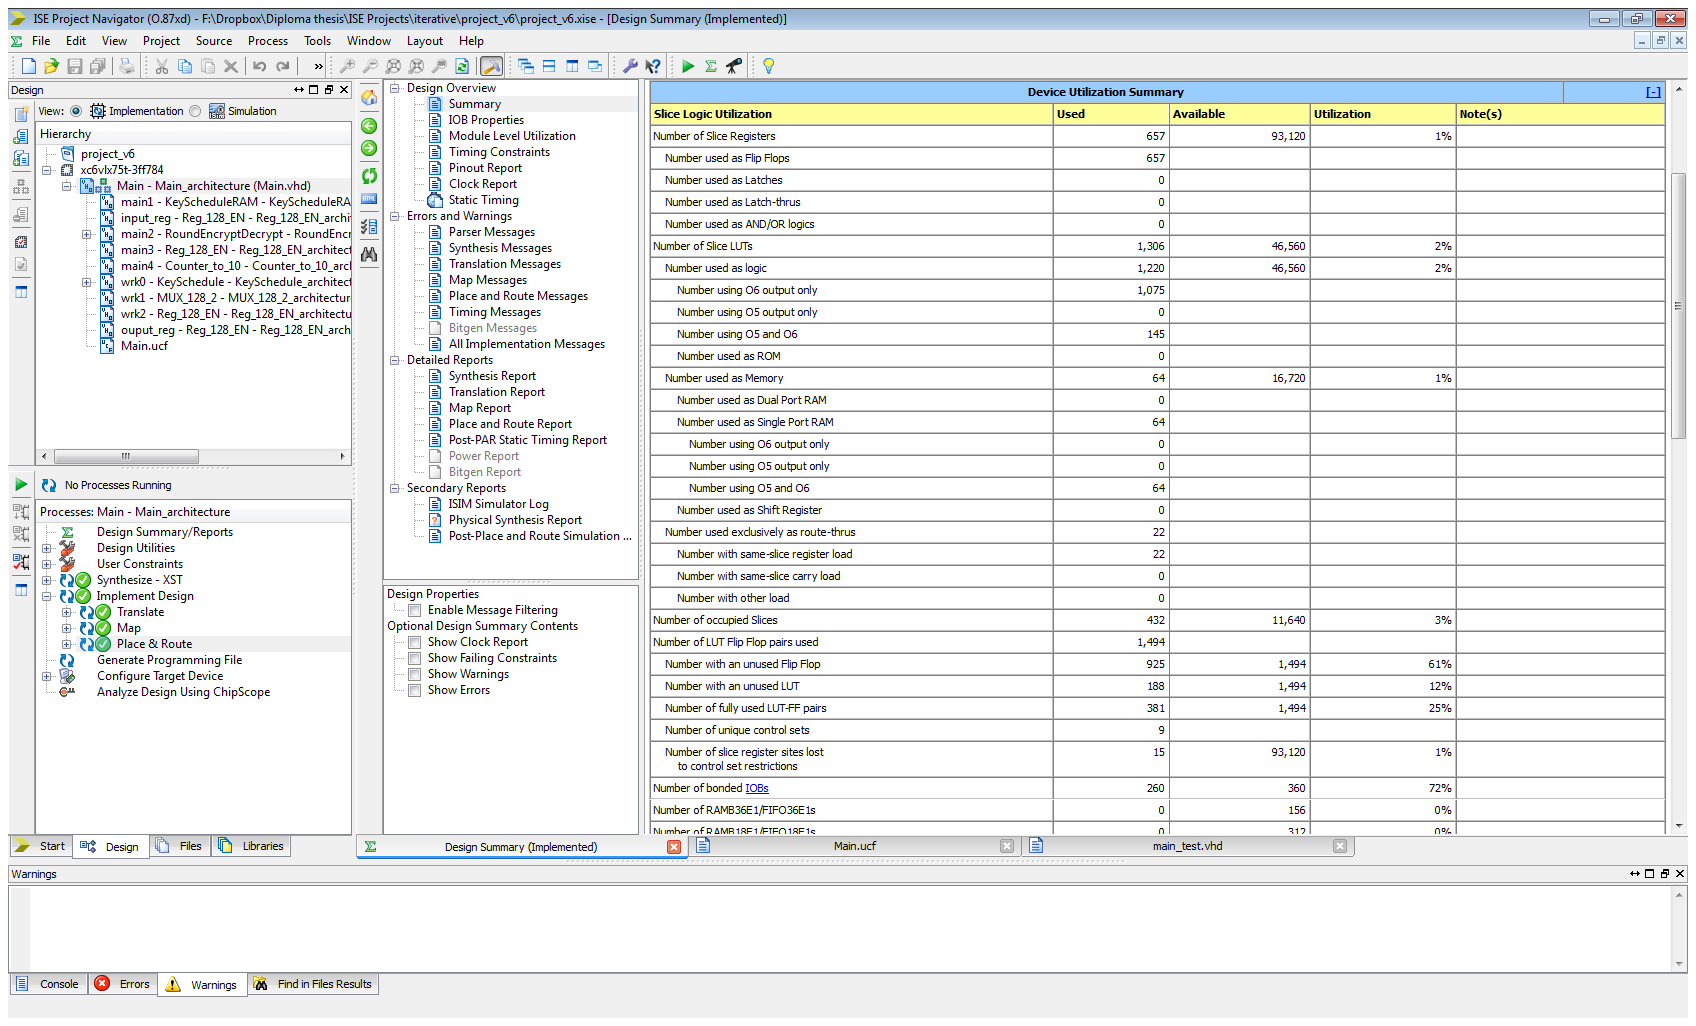 ISE Project Navigator (O.87xd) - F:\Dropbox\Diploma thesis\ISE Projects\iterative\project_v6\project_v6.xise - [Design Summary (Implemented)]
File Edit View Project Source Process Tools Window Layout Help
Design
View: Implementation Simulation
Hierarchy
project_v6
xc6vlx75t-3ff784
Main - Main_architecture (Main.vhd)
main1 - KeyScheduleRAM - KeyScheduleRA
input_reg - Reg_128_EN - Reg_128_EN_archi
main2 - RoundEncryptDecrypt - RoundEncr
main3 - Reg_128_EN - Reg_128_EN_architect
main4 - Counter_to_10 - Counter_to_10_arcl
wrk0 - KeySchedule - KeySchedule_architec
wrk1 - MUX_128_2 - MUX_128_2_architectur
wrk2 - Reg_128_EN - Reg_128_EN_architectu
ouput_reg - Reg_128_EN - Reg_128_EN_arch
Main.ucf
No Processes Running
Processes: Main - Main_architecture
Design Summary/Reports
Design Utilities
User Constraints
Synthesize - XST
Implement Design
Translate
Map
Place & Route
Generate Programming File
Configure Target Device
Analyze Design Using ChipScope
Start Design Files Libraries
Design Overview
Summary
IOB Properties
Module Level Utilization
Timing Constraints
Pinout Report
Clock Report
Static Timing
Errors and Warnings
Parser Messages
Synthesis Messages
Translation Messages
Map Messages
Place and Route Messages
Timing Messages
Bitgen Messages
All Implementation Messages
Detailed Reports
Synthesis Report
Translation Report
Map Report
Place and Route Report
Post-PAR Static Timing Report
Power Report
Bitgen Report
Secondary Reports
ISIM Simulator Log
Physical Synthesis Report
Post-Place and Route Simulation ...
Design Properties
Enable Message Filtering
Optional Design Summary Contents
Show Clock Report
Show Failing Constraints
Show Warnings
Show Errors
Device Utilization Summary [-]
Slice Logic Utilization Used Available Utilization Note(s)
Number of Slice Registers 657 93,120 1%
Number used as Flip Flops 657
Number used as Latches 0
Number used as Latch-thrus 0
Number used as AND/OR logics 0
Number of Slice LUTs 1,306 46,560 2%
Number used as logic 1,220 46,560 2%
Number using O6 output only 1,075
Number using O5 output only 0
Number using O5 and O6 145
Number used as ROM 0
Number used as Memory 64 16,720 1%
Number used as Dual Port RAM 0
Number used as Single Port RAM 64
Number using O6 output only 0
Number using O5 output only 0
Number using O5 and O6 64
Number used as Shift Register 0
Number used exclusively as route-thrus 22
Number with same-slice register load 22
Number with same-slice carry load 0
Number with other load 0
Number of occupied Slices 432 11,640 3%
Number of LUT Flip Flop pairs used 1,494
Number with an unused Flip Flop 925 1,494 61%
Number with an unused LUT 188 1,494 12%
Number of fully used LUT-FF pairs 381 1,494 25%
Number of unique control sets 9
Number of slice register sites lost 15 93,120 1%
to control set restrictions
Number of bonded IOBs 260 360 72%
Number of RAMB36E1/FIFO36E1s 0 156 0%
Number of RAMB18E1/FIFO18E1s 0 312 0%
Design Summary (Implemented) Main.ucf main_test.vhd
Warnings
Console Errors Warnings Find in Files Results